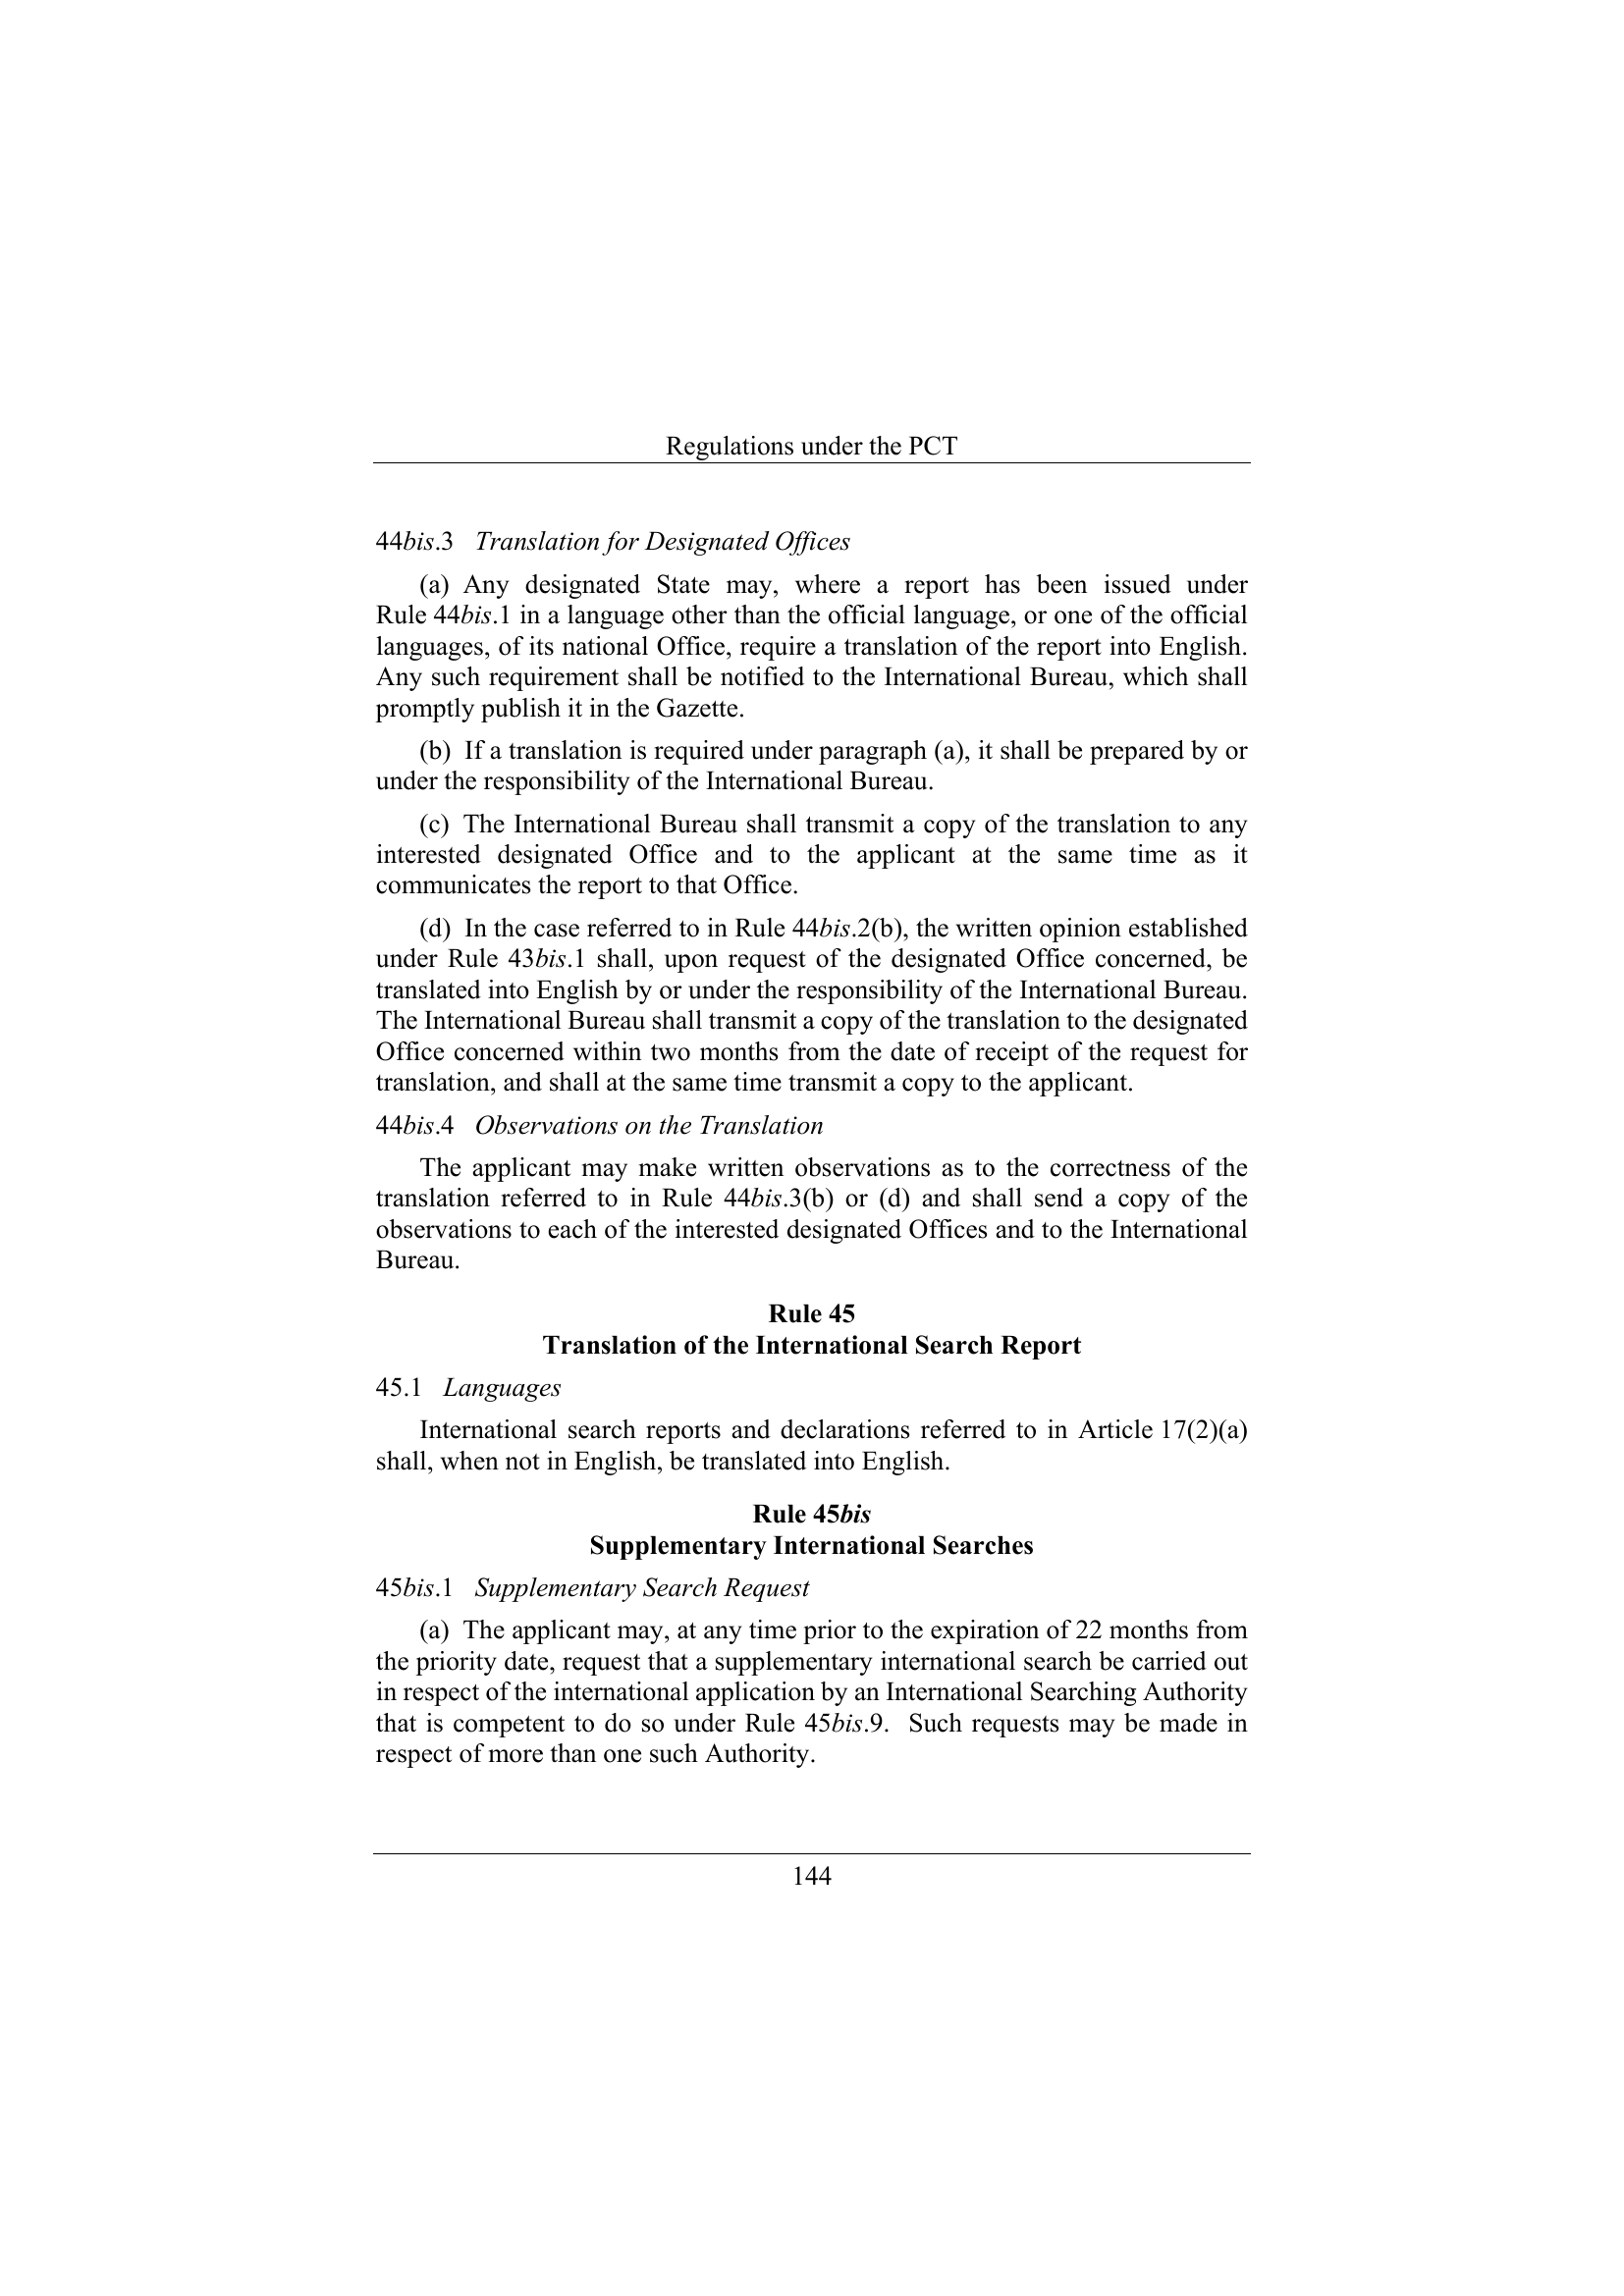 Regulations under the PCT
44bis.3 Translation for Designated Offices
(a) Any designated State may, where a report has been issued under
Rule 44bis.1 in a language other than the official language, or one of the official
languages, of its national Office, require a translation of the report into English.
Any such requirement shall be notified to the International Bureau, which shall
promptly publish it in the Gazette.
(b) If a translation is required under paragraph (a), it shall be prepared by or
under the responsibility of the International Bureau.
(c) The International Bureau shall transmit a copy of the translation to any
interested designated Office and to the applicant at the same time as it
communicates the report to that Office.
(d) In the case referred to in Rule 44bis.2(b), the written opinion established
under Rule 43bis.1 shall, upon request of the designated Office concerned, be
translated into English by or under the responsibility of the International Bureau.
The International Bureau shall transmit a copy of the translation to the designated
Office concerned within two months from the date of receipt of the request for
translation, and shall at the same time transmit a copy to the applicant.
44bis.4 Observations on the Translation
The applicant may make written observations as to the correctness of the
translation referred to in Rule 44bis.3(b) or (d) and shall send a copy of the
observations to each of the interested designated Offices and to the International
Bureau.
Rule 45
Translation of the International Search Report
45.1 Languages
International search reports and declarations referred to in Article 17(2)(a)
shall, when not in English, be translated into English.
Rule 45bis
Supplementary International Searches
45bis.1 Supplementary Search Request
(a) The applicant may, at any time prior to the expiration of 22 months from
the priority date, request that a supplementary international search be carried out
in respect of the international application by an International Searching Authority
that is competent to do so under Rule 45bis.9. Such requests may be made in
respect of more than one such Authority.
144